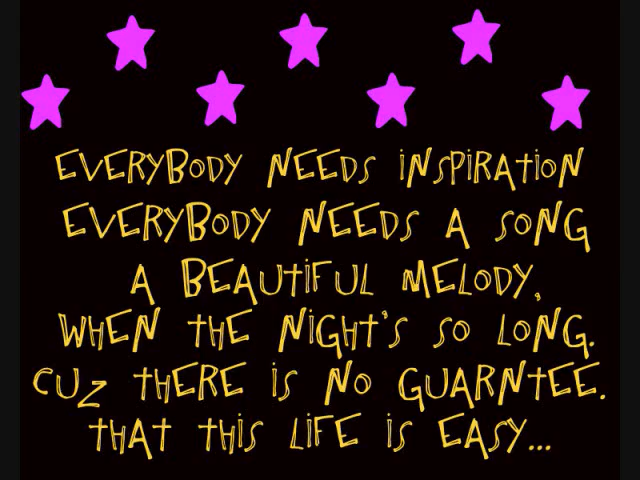 EVERYBODY NEEDS iNSPiRATiON
EVERYBODY NEEDS A SONG
A BEAUTiFUL MELODY,
WHEN THE NiGHT'S SO LONG.
CUZ THERE iS NO GUARNTEE.
THAT THiS LiFE iS EASY...